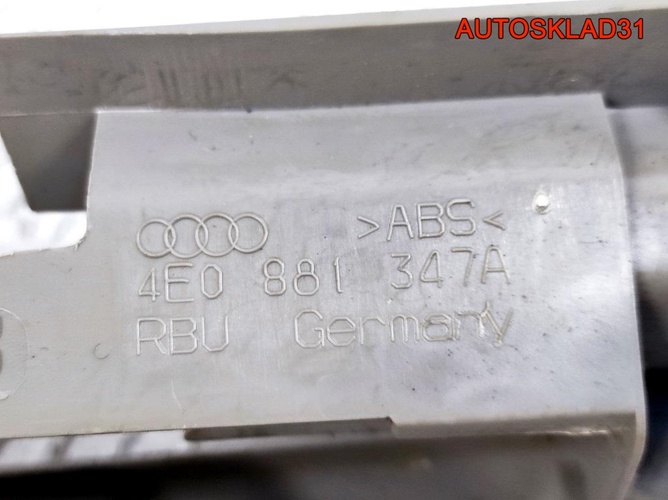 AUTOSKLAD31
>ABS<
4E0 881 347A
RBU Germany